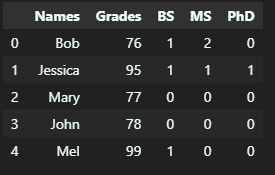 Names Grades BS MS PhD
0 Bob 76 1 2 0
1 Jessica 95 1 1 1
2 Mary 77 0 0 0
3 John 78 0 0 0
4 Mel 99 1 0 0